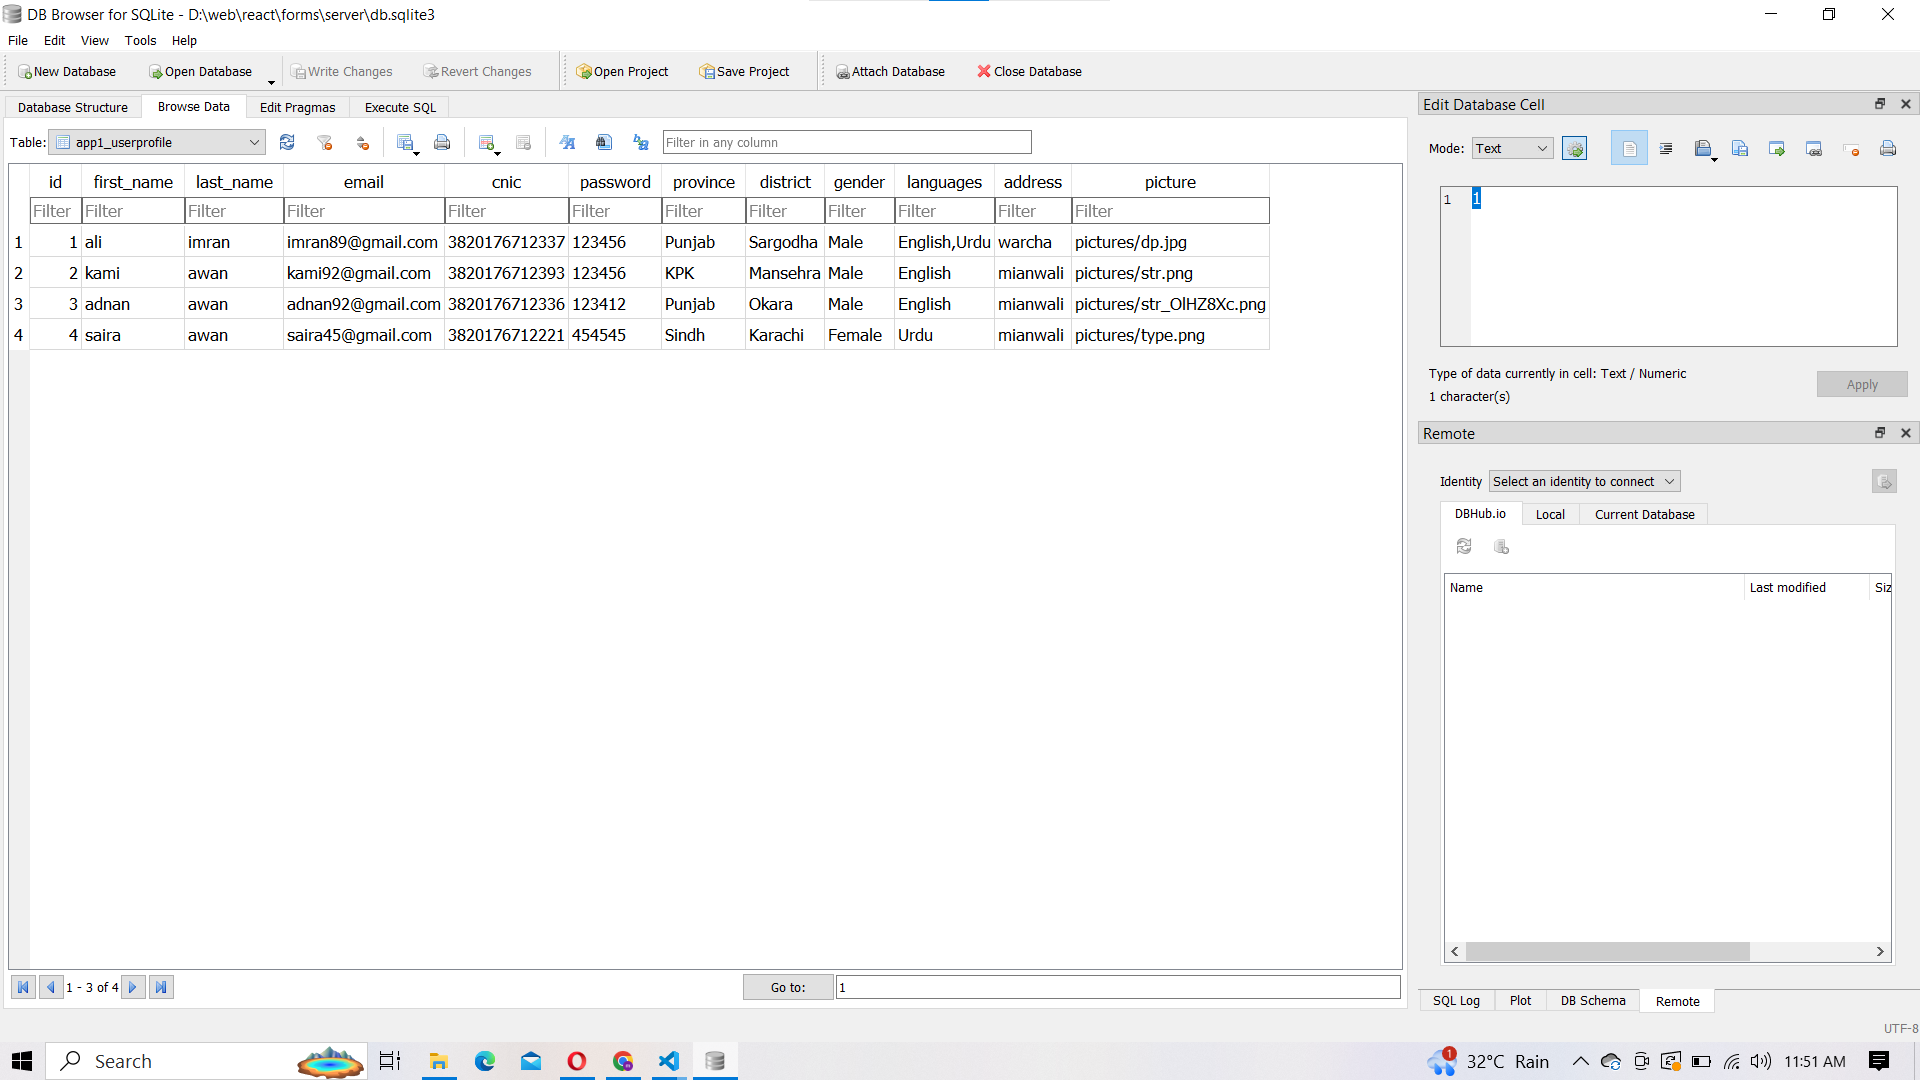 DB Browser for SQLite - D:\web\react\forms\server\db.sqlite3
File Edit View Tools Help
New Database Open Database Write Changes Revert Changes Open Project Save Project Attach Database Close Database
Database Structure Browse Data Edit Pragmas Execute SQL
Table: app1_userprofile Filter in any column
id first_name last_name email cnic password province district gender languages address picture
Filter Filter Filter Filter Filter Filter Filter Filter Filter Filter Filter Filter
1 1 ali imran imran89@gmail.com 3820176712337 123456 Punjab Sargodha Male English,Urdu warcha pictures/dp.jpg
2 2 kami awan kami92@gmail.com 3820176712393 123456 KPK Mansehra Male English mianwali pictures/str.png
3 3 adnan awan adnan92@gmail.com 3820176712336 123412 Punjab Okara Male English mianwali pictures/str_OlHZ8Xc.png
4 4 saira awan saira45@gmail.com 3820176712221 454545 Sindh Karachi Female Urdu mianwali pictures/type.png
1 - 3 of 4 Go to: 1
Edit Database Cell
Mode: Text
1 1
Type of data currently in cell: Text / Numeric
1 character(s)
Apply
Remote
Identity Select an identity to connect
DBHub.io Local Current Database
Name Last modified Siz
SQL Log Plot DB Schema Remote
UTF-8
Search 1 32°C Rain 11:51 AM